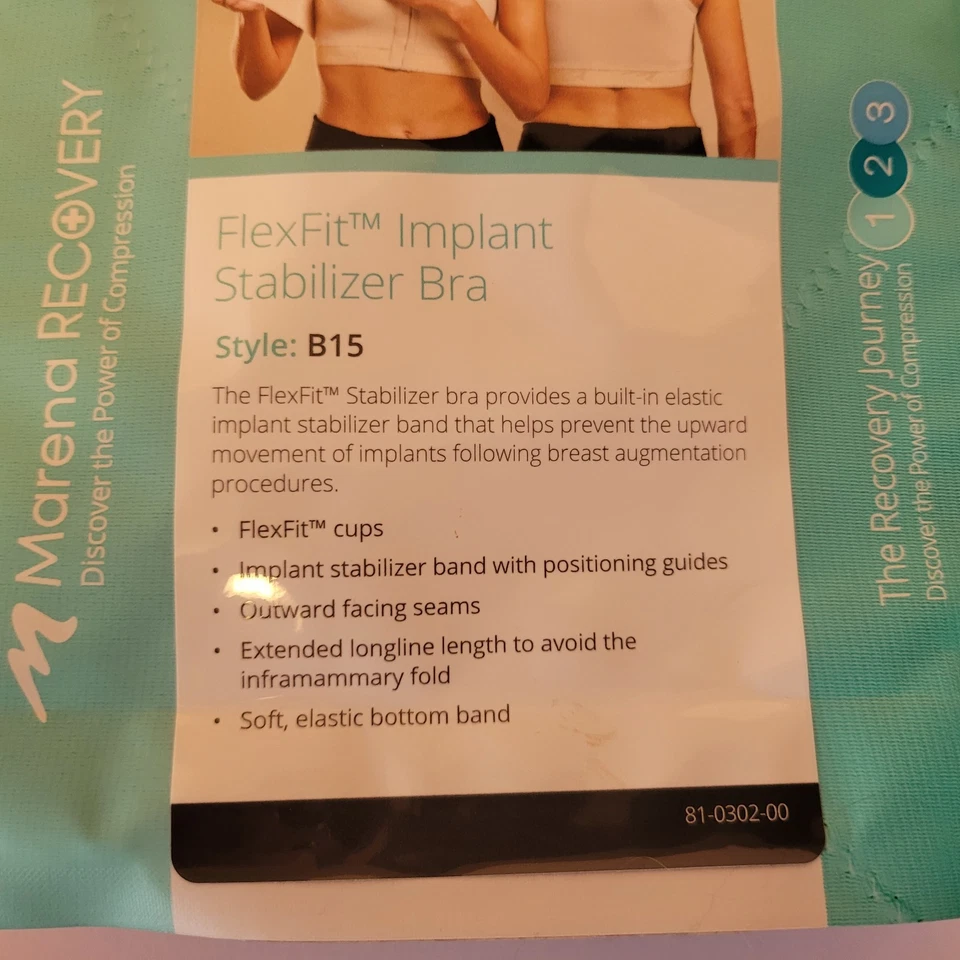 Marena RECOVERY
Discover the Power of Compression
FlexFit™ Implant
Stabilizer Bra
Style: B15
The FlexFit™ Stabilizer bra provides a built-in elastic
implant stabilizer band that helps prevent the upward
movement of implants following breast augmentation
procedures.
• FlexFit™ cups
• Implant stabilizer band with positioning guides
• Outward facing seams
• Extended longline length to avoid the
inframammary fold
• Soft, elastic bottom band
81-0302-00
The Recovery Journey 1 2 3
Discover the Power of Compression